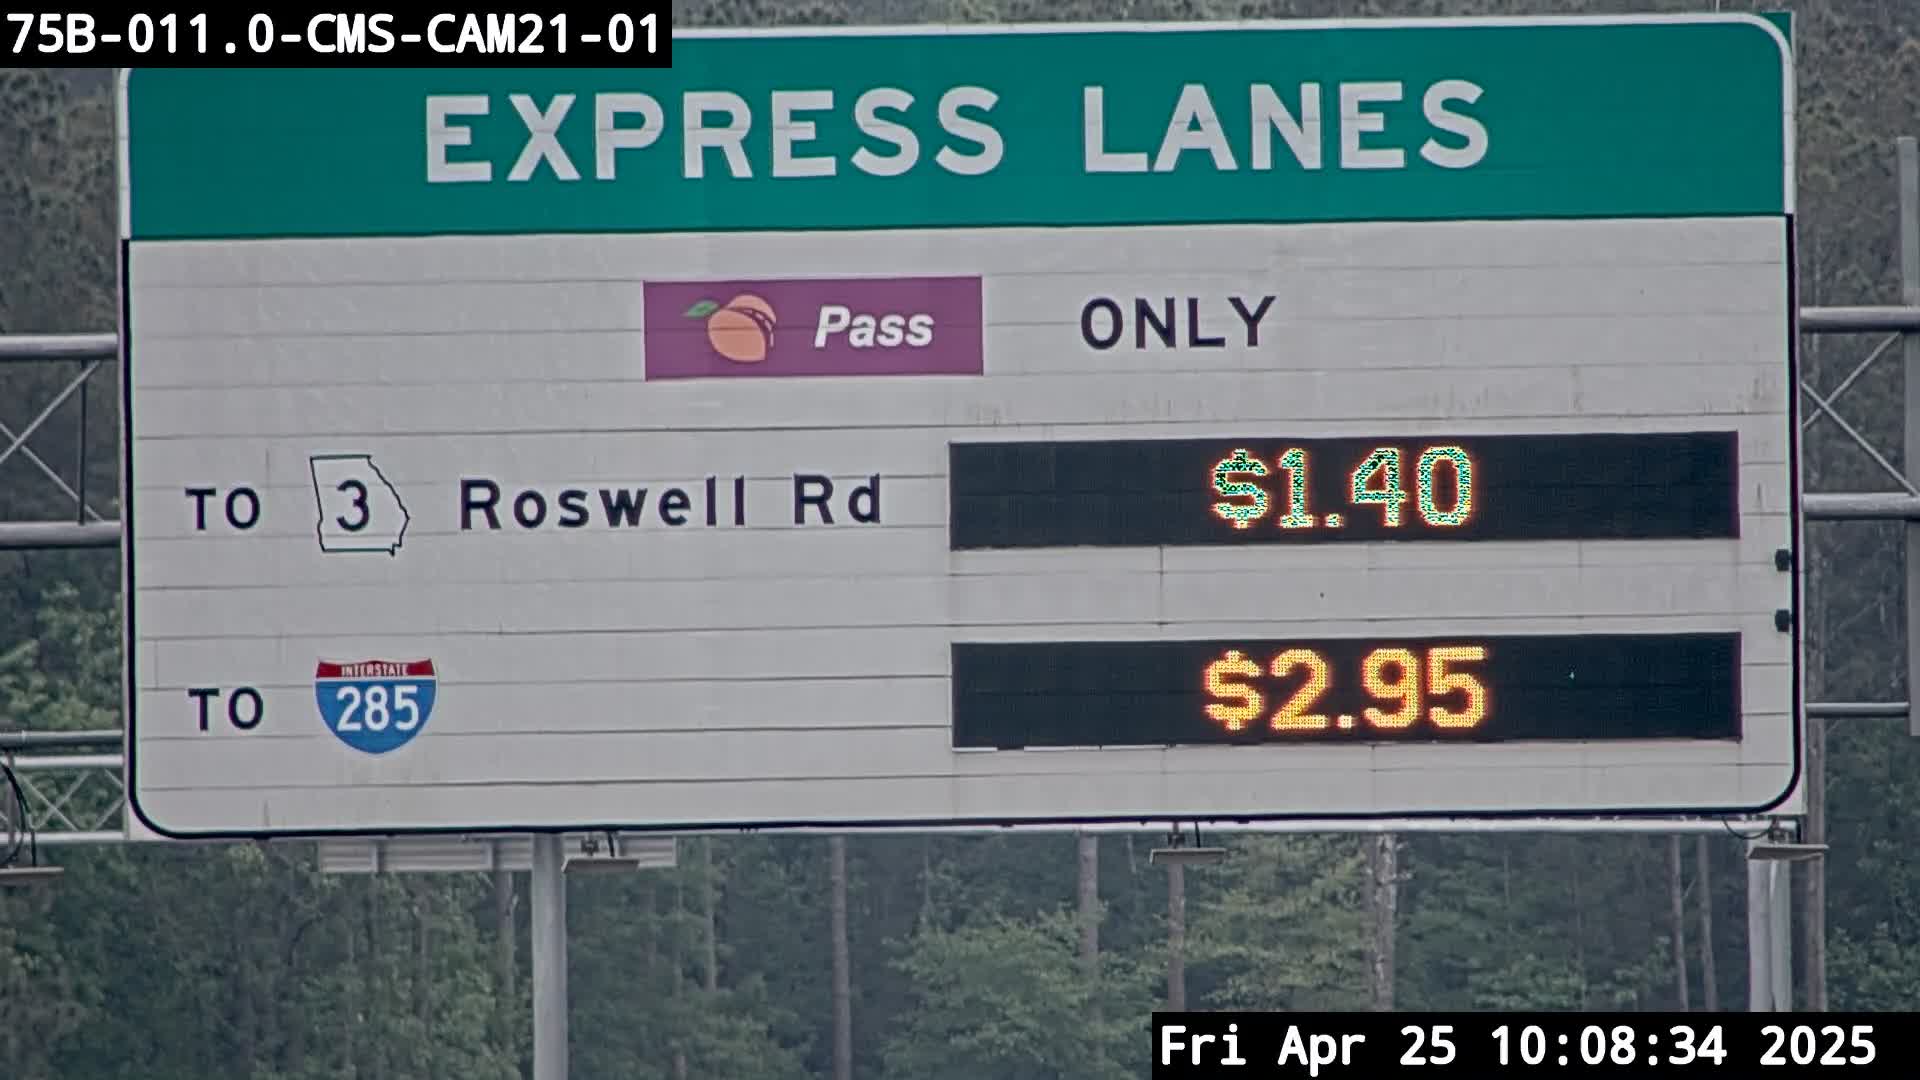 75B-011.0-CMS-CAM21-01
EXPRESS LANES
Pass ONLY
TO 3 Roswell Rd $1.40
TO INTERSTATE 285 $2.95
Fri Apr 25 10:08:34 2025